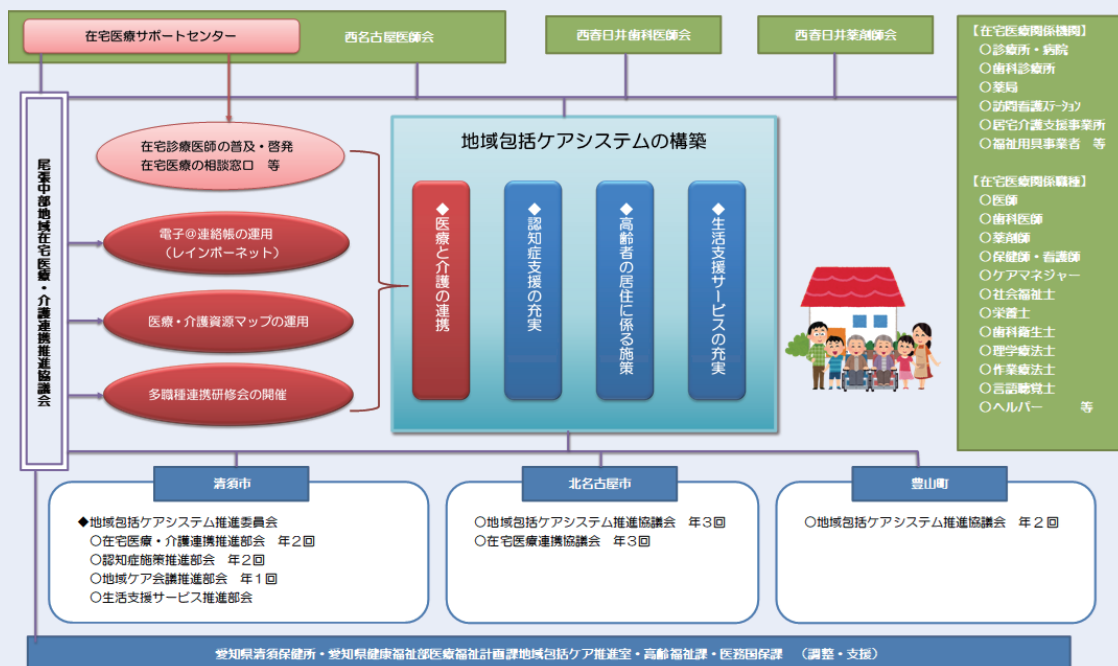 在宅医療サポートセンター
西名古屋医師会
西春日井歯科医師会
西春日井薬剤師会
【在宅医療関係機関】
○診療所・病院
○歯科診療所
○薬局
○訪問看護ステーション
○居宅介護支援事業所
○福祉用具事業者 等
【在宅医療関係職種】
○医師
○歯科医師
○薬剤師
○保健師・看護師
○ケアマネジャー
○社会福祉士
○栄養士
○歯科衛生士
○理学療法士
○作業療法士
○言語聴覚士
○ヘルパー 等
尾張中部地域在宅医療・介護連携推進協議会
在宅診療医師の普及・啓発
在宅医療の相談窓口 等
電子@連絡帳の運用
（レインボーネット）
医療・介護資源マップの運用
多職種連携研修会の開催
地域包括ケアシステムの構築
◆医療と介護の連携
◆認知症支援の充実
◆高齢者の居住に係る施策
◆生活支援サービスの充実
清須市
◆地域包括ケアシステム推進委員会
○在宅医療・介護連携推進部会 年２回
○認知症施策推進部会 年２回
○地域ケア会議推進部会 年１回
○生活支援サービス推進部会
北名古屋市
○地域包括ケアシステム推進協議会 年３回
○在宅医療連携協議会 年３回
豊山町
○地域包括ケアシステム推進協議会 年２回
愛知県清須保健所・愛知県健康福祉部医療福祉計画課地域包括ケア推進室・高齢福祉課・医務国保課 （調整・支援）